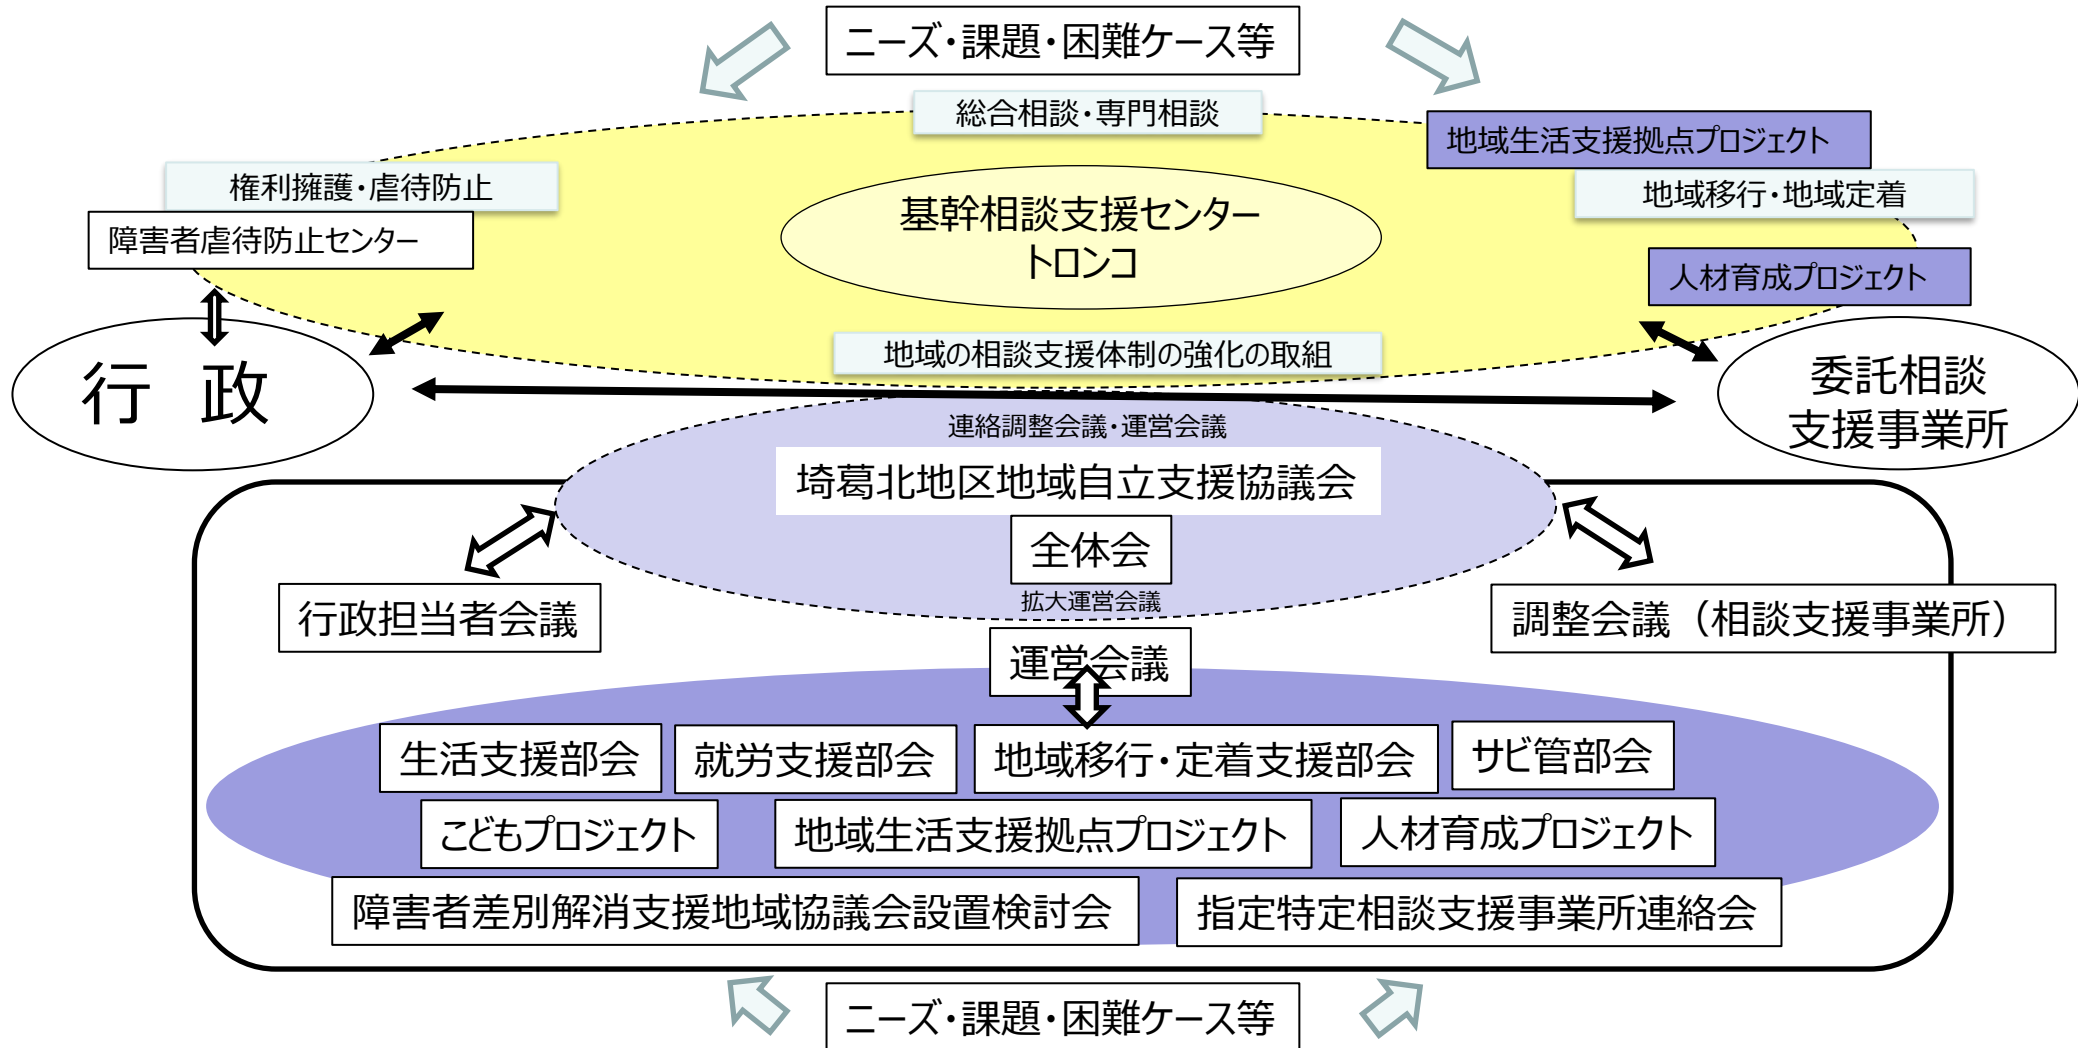 ニーズ・課題・困難ケース等
総合相談・専門相談
地域生活支援拠点プロジェクト
権利擁護・虐待防止
地域移行・地域定着
障害者虐待防止センター
基幹相談支援センター
トロンコ
人材育成プロジェクト
地域の相談支援体制の強化の取組
行 政
委託相談
支援事業所
連絡調整会議・運営会議
埼葛北地区地域自立支援協議会
全体会
拡大運営会議
行政担当者会議
調整会議（相談支援事業所）
運営会議
生活支援部会
就労支援部会
地域移行・定着支援部会
サビ管部会
こどもプロジェクト
地域生活支援拠点プロジェクト
人材育成プロジェクト
障害者差別解消支援地域協議会設置検討会
指定特定相談支援事業所連絡会
ニーズ・課題・困難ケース等